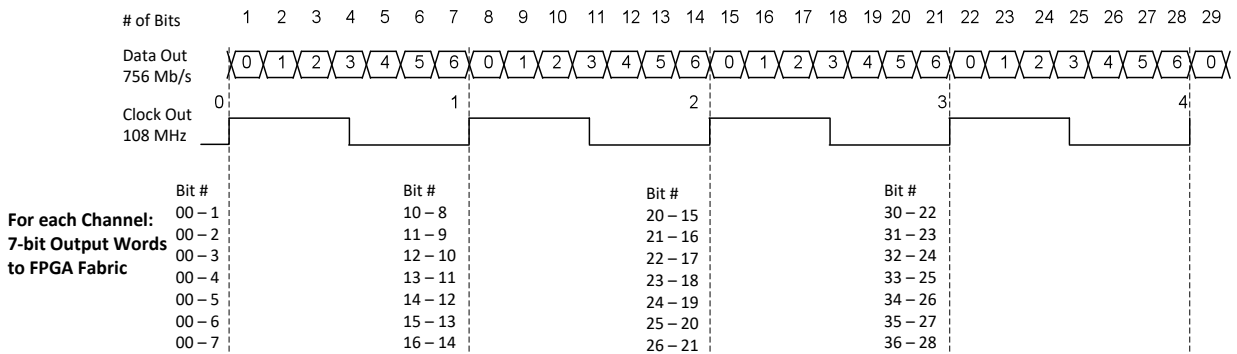 # of Bits 1 2 3 4 5 6 7 8 9 10 11 12 13 14 15 16 17 18 19 20 21 22 23 24 25 26 27 28 29
Data Out
756 Mb/s
0 1 2 3 4 5 6 0 1 2 3 4 5 6 0 1 2 3 4 5 6 0 1 2 3 4 5 6 0
0 1 2 3 4
Clock Out
108 MHz
For each Channel:
7-bit Output Words
to FPGA Fabric
Bit #
00 – 1
00 – 2
00 – 3
00 – 4
00 – 5
00 – 6
00 – 7
Bit #
10 – 8
11 – 9
12 – 10
13 – 11
14 – 12
15 – 13
16 – 14
Bit #
20 – 15
21 – 16
22 – 17
23 – 18
24 – 19
25 – 20
26 – 21
Bit #
30 – 22
31 – 23
32 – 24
33 – 25
34 – 26
35 – 27
36 – 28